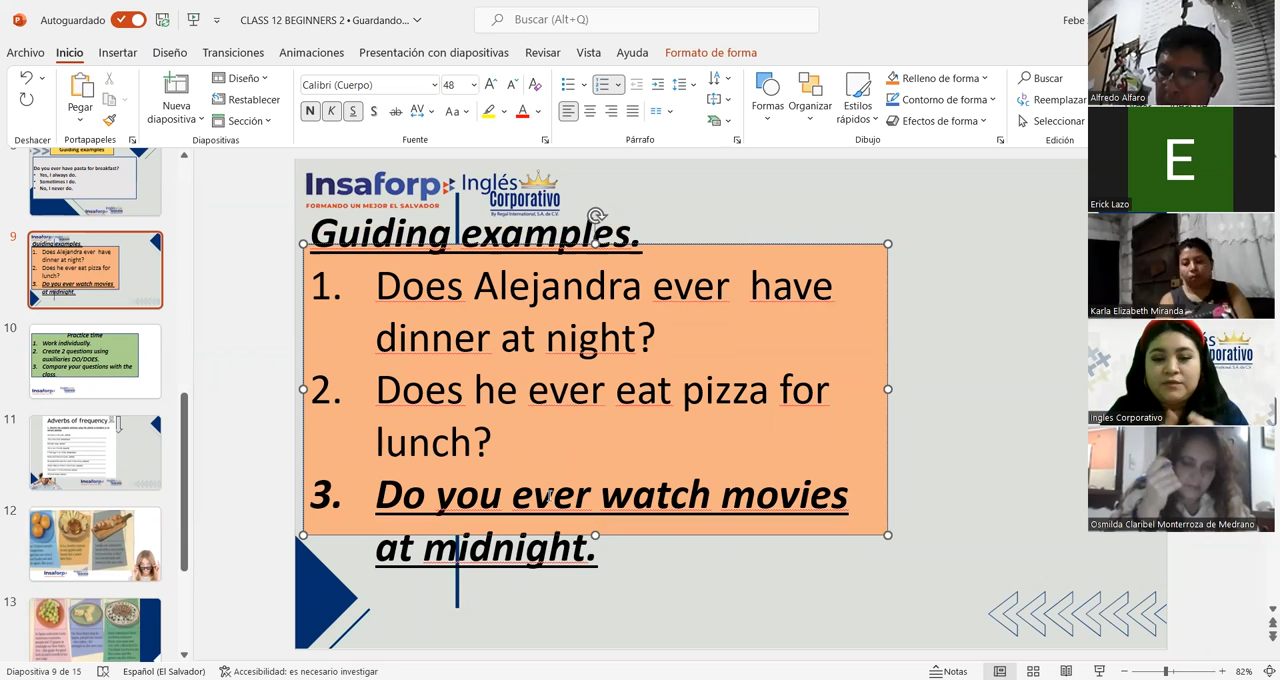 Autoguardado
CLASS 12 BEGINNERS 2 • Guardando...
Buscar (Alt+Q)
Febe
Archivo Inicio Insertar Diseño Transiciones Animaciones Presentación con diapositivas Revisar Vista Ayuda Formato de forma
Pegar
Nueva diapositiva
Diseño
Restablecer
Sección
Calibri (Cuerpo) 48
N K S S ab AV Aa A
Formas
Organizar
Estilos rápidos
Relleno de forma
Contorno de forma
Efectos de forma
Buscar
Reemplazar
Seleccionar
Deshacer Portapapeles Diapositivas Fuente Párrafo Dibujo Edición
Guiding examples
Do you ever have pasta for breakfast?
• Yes, I always do.
• Sometimes I do.
• No, I never do.
9
Guiding examples.
1. Does Alejandra ever have
dinner at night?
2. Does he ever eat pizza for
lunch?
3. Do you ever watch movies
at midnight.
10
Practice time
1. Work individually.
2. Create 2 questions using
auxiliaries DO/DOES.
3. Compare your questions with the
class.
11
Adverbs of frequency
12
13
Insaforp
FORMANDO UN MEJOR EL SALVADOR
Inglés
Corporativo
By Regal International, S.A. de C.V.
Guiding examples.
1. Does Alejandra ever have
dinner at night?
2. Does he ever eat pizza for
lunch?
3. Do you ever watch movies
at midnight.
Alfredo Alfaro
E
Erick Lazo
Karla Elizabeth Miranda
Ingles Corporativo
Osmilda Claribel Monterroza de Medrano
Diapositiva 9 de 15
Español (El Salvador)
Accesibilidad: es necesario investigar
Notas
82%